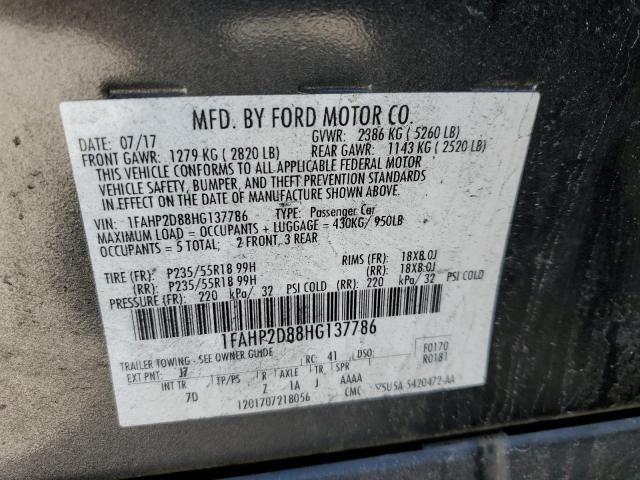 MFD. BY FORD MOTOR CO.
DATE: 07/17 GVWR: 2386 KG ( 5260 LB)
FRONT GAWR: 1279 KG ( 2820 LB) REAR GAWR: 1143 KG ( 2520 LB)
THIS VEHICLE CONFORMS TO ALL APPLICABLE FEDERAL MOTOR
VEHICLE SAFETY, BUMPER, AND THEFT PREVENTION STANDARDS
IN EFFECT ON THE DATE OF MANUFACTURE SHOWN ABOVE.
VIN: 1FAHP2D88HG137786 TYPE: Passenger Car
MAXIMUM LOAD = OCCUPANTS + LUGGAGE = 430KG/ 950LB
OCCUPANTS = 5 TOTAL; 2 FRONT, 3 REAR
TIRE (FR): P235/55R18 99H RIMS (FR): 18X8.0J
(RR): P235/55R18 99H (RR): 18X8.0J
PRESSURE (FR): 220 kPa/ 32 PSI COLD (RR): 220 kPa/ 32 PSI COLD
1FAHP2D88HG137786
TRAILER TOWING - SEE OWNER GUIDE RC: 41 DSO: F0170
EXT PNT: J7 R0181
INT TR TP/PS R AXLE TR SPR
7D 2 1A J AAAA
1201707218056 CMC 5U5A 5420472-AA